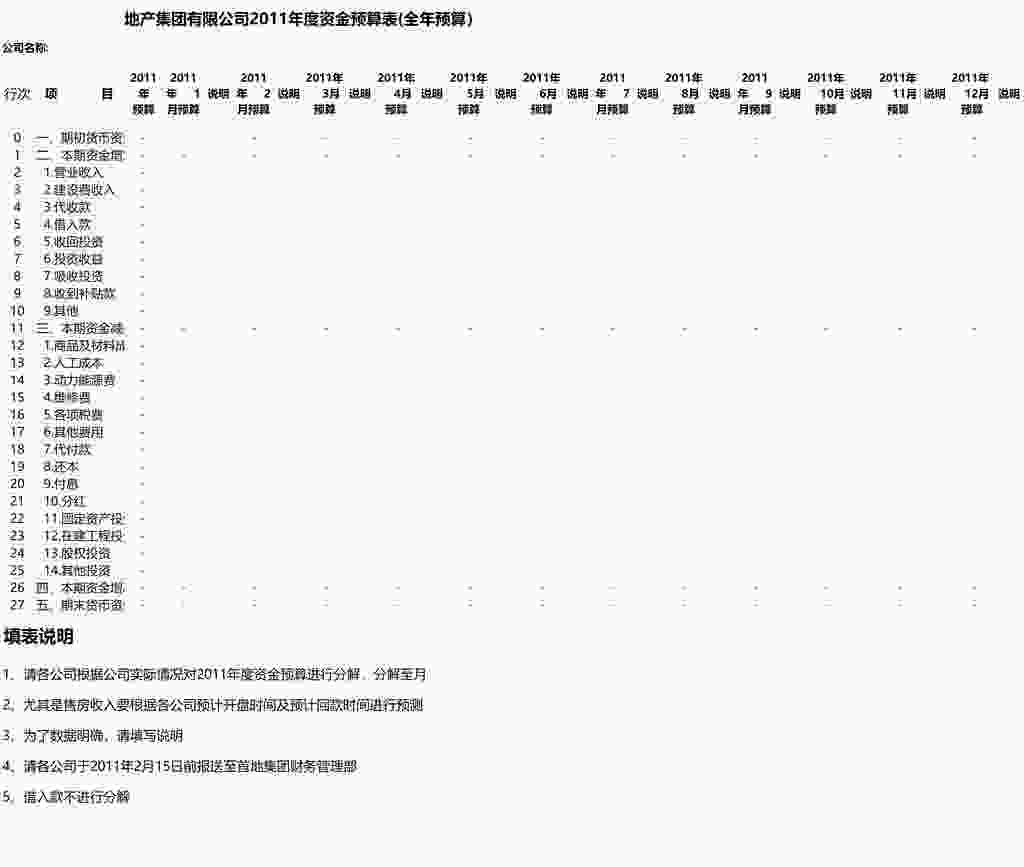 地产集团有限公司2011年度资金预算表(全年预算)
公司名称:
行次 项 目 2011年预算 2011年 1月预算 说明 2011年 2月预算 说明 2011年 3月预算 说明 2011年 4月预算 说明 2011年 5月预算 说明 2011年 6月预算 说明 2011年 7月预算 说明 2011年 8月预算 说明 2011年 9月预算 说明 2011年 10月预算 说明 2011年 11月预算 说明 2011年 12月预算 说明
0 一、期初货币资 - - - - - - - - - - - -
1 二、本期资金增 - - - - - - - - - - - - -
2 1.营业收入 -
3 2.建设费收入 -
4 3.代收款 -
5 4.借入款 -
6 5.收回投资 -
7 6.投资收益 -
8 7.吸收投资 -
9 8.收到补贴款 -
10 9.其他 -
11 三、本期资金减 - - - - - - - - - - - - -
12 1.商品及材料成 -
13 2.人工成本 -
14 3.动力能源费 -
15 4.维修费 -
16 5.各项税费 -
17 6.其他费用 -
18 7.代付款 -
19 8.还本 -
20 9.付息 -
21 10.分红 -
22 11.固定资产投 -
23 12.在建工程投 -
24 13.股权投资 -
25 14.其他投资 -
26 四、本期资金增 - - - - - - - - - - - - -
27 五、期末货币资 - - - - - - - - - - - - -
填表说明
1、请各公司根据公司实际情况对2011年度资金预算进行分解，分解至月
2、尤其是售房收入要根据各公司预计开盘时间及预计回款时间进行预测
3、为了数据明确，请填写说明
4、请各公司于2011年2月15日前报送至首地集团财务管理部
5、借入款不进行分解